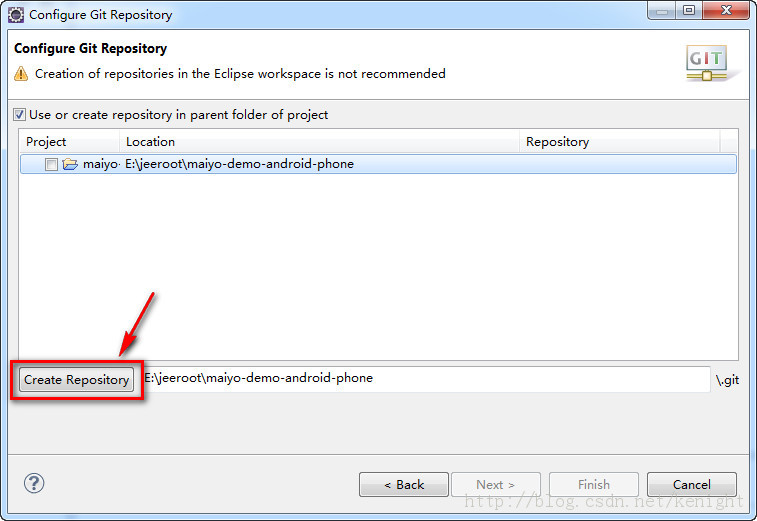 Configure Git Repository
Configure Git Repository
Creation of repositories in the Eclipse workspace is not recommended
GIT
Use or create repository in parent folder of project
Project Location Repository
maiyo- E:\jeeroot\maiyo-demo-android-phone
Create Repository E:\jeeroot\maiyo-demo-android-phone \.git
? < Back Next > Finish Cancel
http://blog.csdn.net/kenight